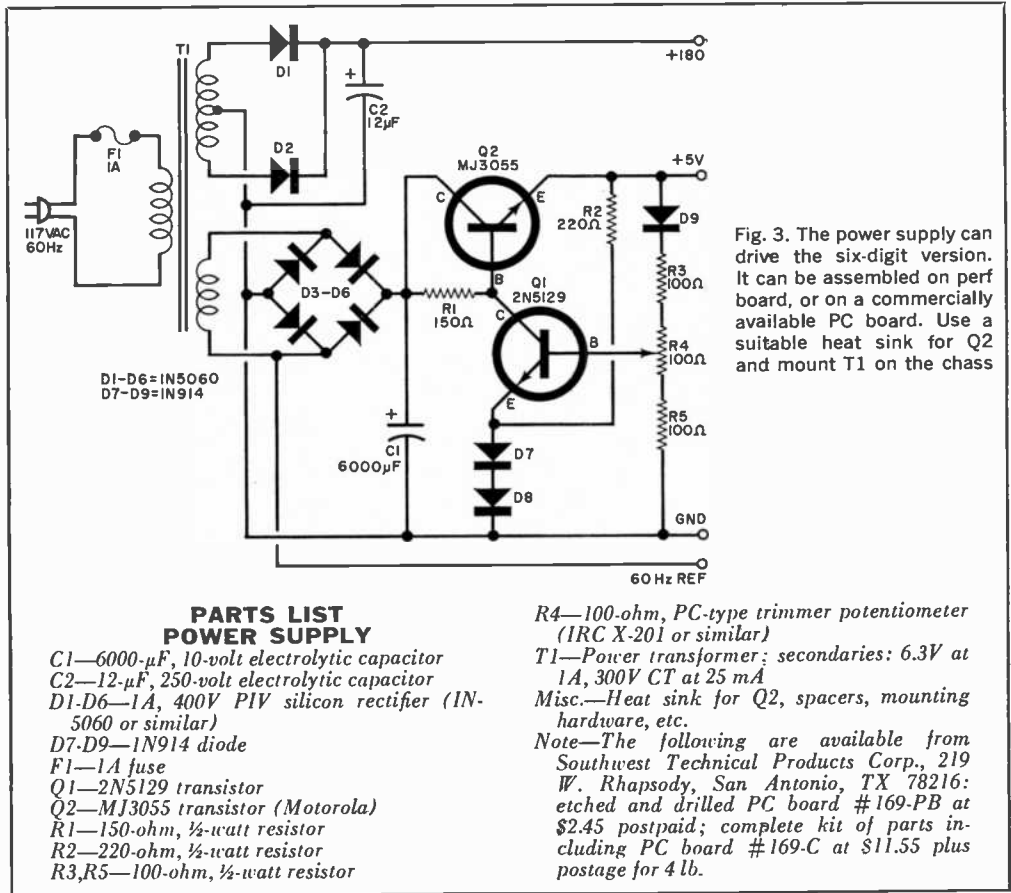 T1
D1
+180
C2
12µF
+
F1
1A
D2
117VAC
60Hz
Q2
MJ3055
C
E
B
+5V
R2
220Ω
D9
R3
100Ω
D3-D6
R1
150Ω
Q1
2N5129
C
B
E
R4
100Ω
R5
100Ω
D1-D6=1N5060
D7-D9=1N914
+
C1
6000µF
D7
D8
GND
60Hz REF
Fig. 3. The power supply can
drive the six-digit version.
It can be assembled on perf
board, or on a commercially
available PC board. Use a
suitable heat sink for Q2
and mount T1 on the chass
PARTS LIST
POWER SUPPLY
C1—6000-µF, 10-volt electrolytic capacitor
C2—12-µF, 250-volt electrolytic capacitor
D1-D6—1A, 400V PIV silicon rectifier (IN-
5060 or similar)
D7-D9—1N914 diode
F1—1A fuse
Q1—2N5129 transistor
Q2—MJ3055 transistor (Motorola)
R1—150-ohm, ½-watt resistor
R2—220-ohm, ½-watt resistor
R3,R5—100-ohm, ½-watt resistor
R4—100-ohm, PC-type trimmer potentiometer
(IRC X-201 or similar)
T1—Power transformer: secondaries: 6.3V at
1A, 300V CT at 25 mA
Misc.—Heat sink for Q2, spacers, mounting
hardware, etc.
Note—The following are available from
Southwest Technical Products Corp., 219
W. Rhapsody, San Antonio, TX 78216:
etched and drilled PC board #169-PB at
$2.45 postpaid; complete kit of parts in-
cluding PC board #169-C at $11.55 plus
postage for 4 lb.